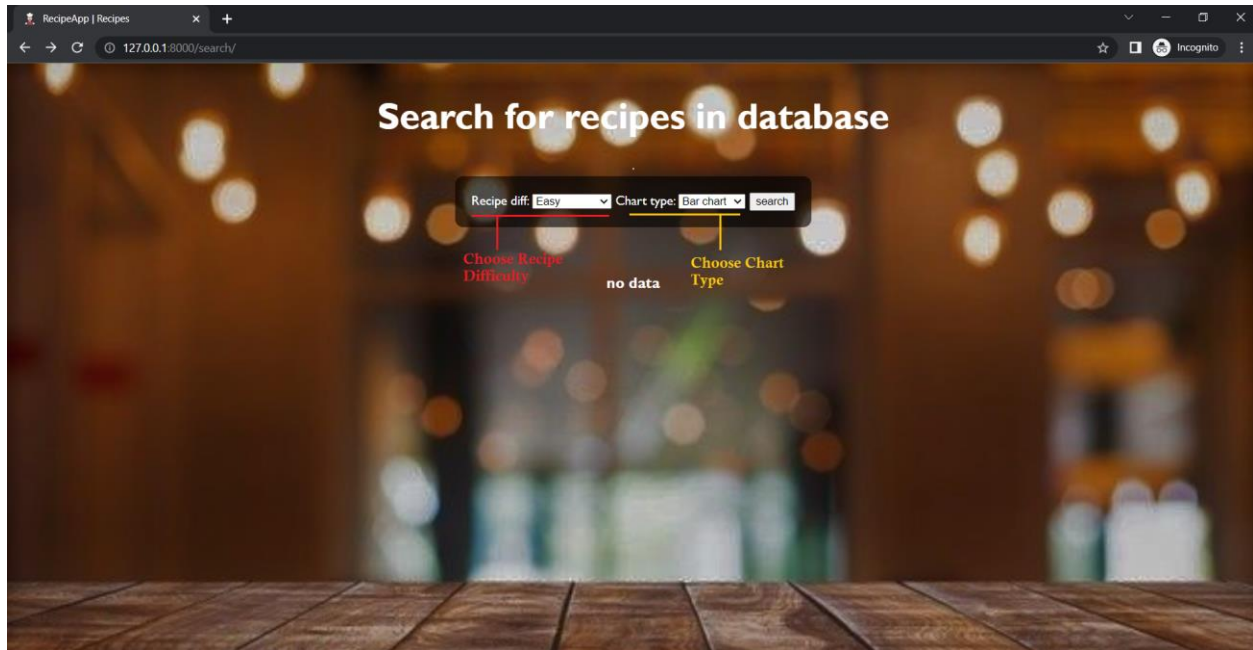 RecipeApp | Recipes
127.0.0.1:8000/search/
Incognito
Search for recipes in database
Recipe diff: Easy Chart type: Bar chart search
Choose Recipe
Difficulty
Choose Chart
Type
no data